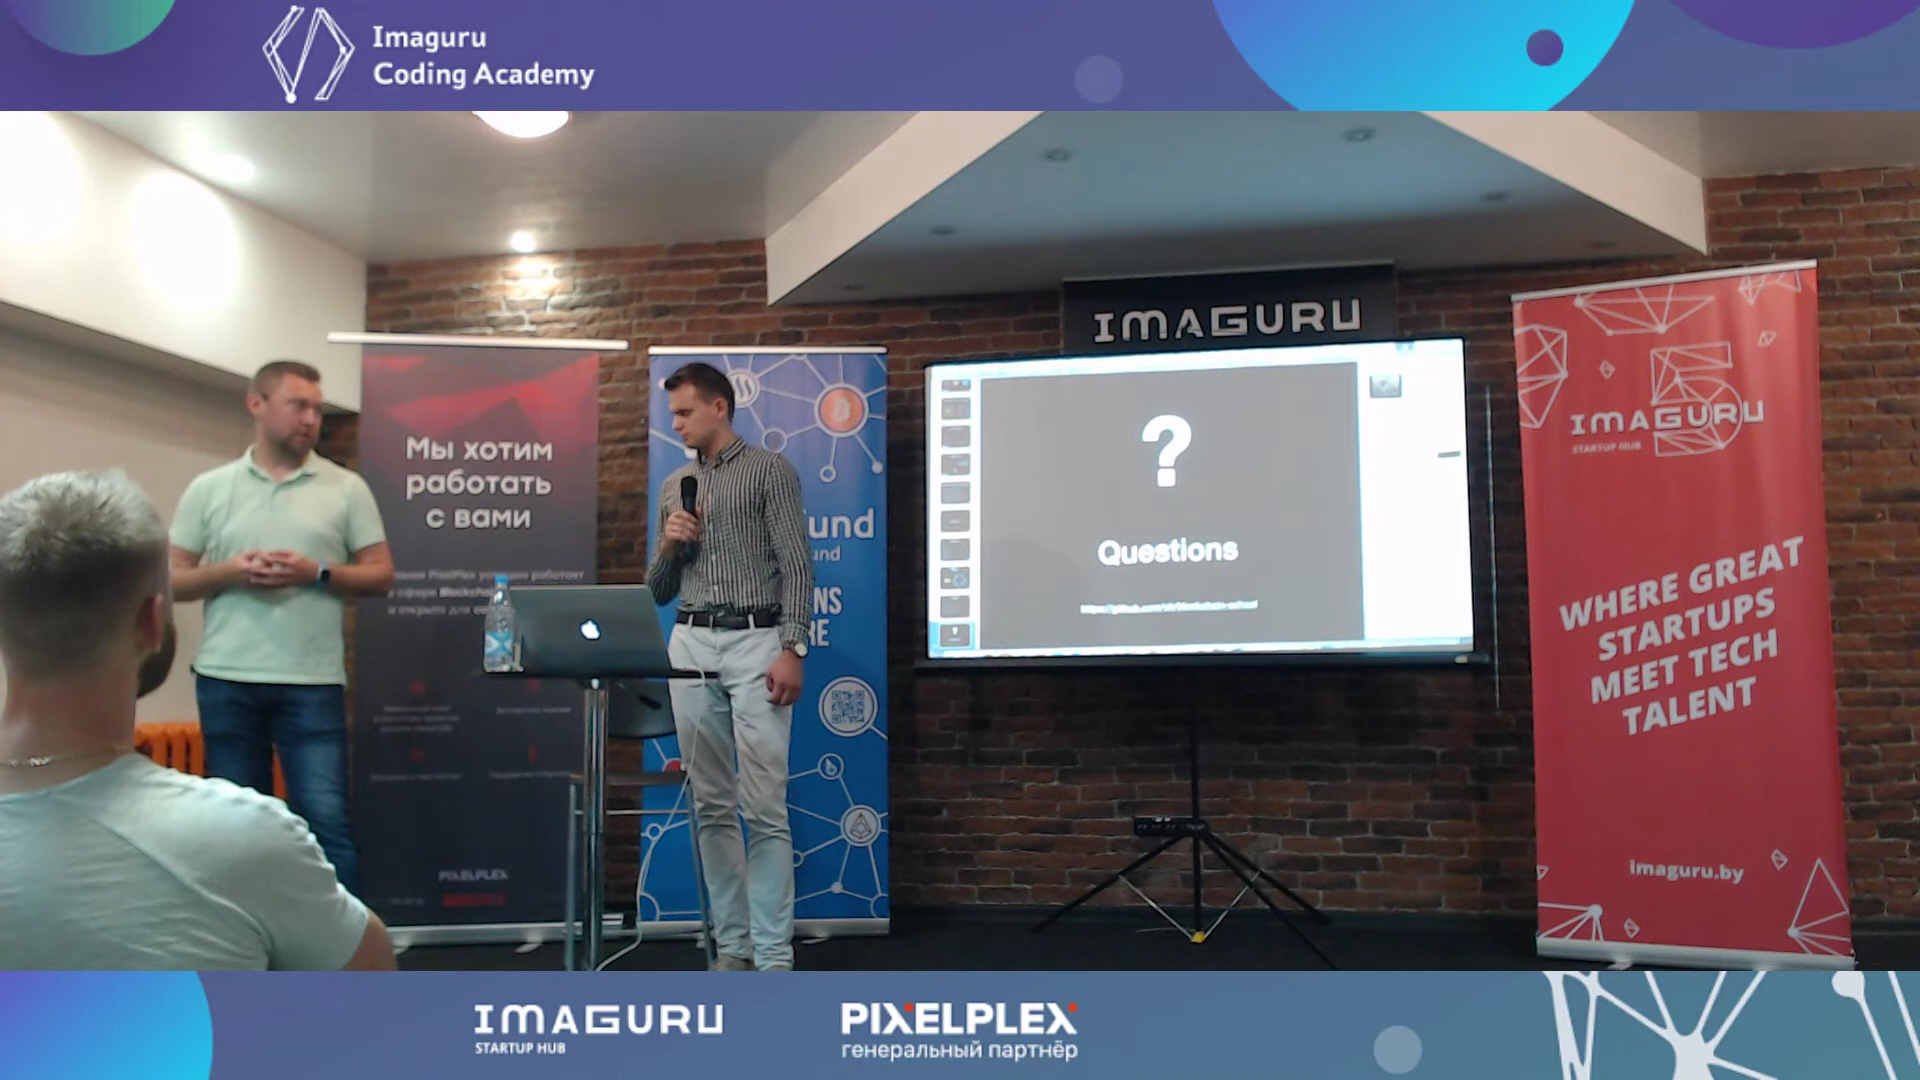 Imaguru
Coding Academy
IMAGURU
Мы хотим
работать
с вами
PIXELPLEX
und
und
NS
RE
?
Questions
IMAGURU
STARTUP HUB
5
WHERE GREAT
STARTUPS
MEET TECH
TALENT
imaguru.by
IMAGURU
STARTUP HUB
PIXELPLEX
генеральный партнёр